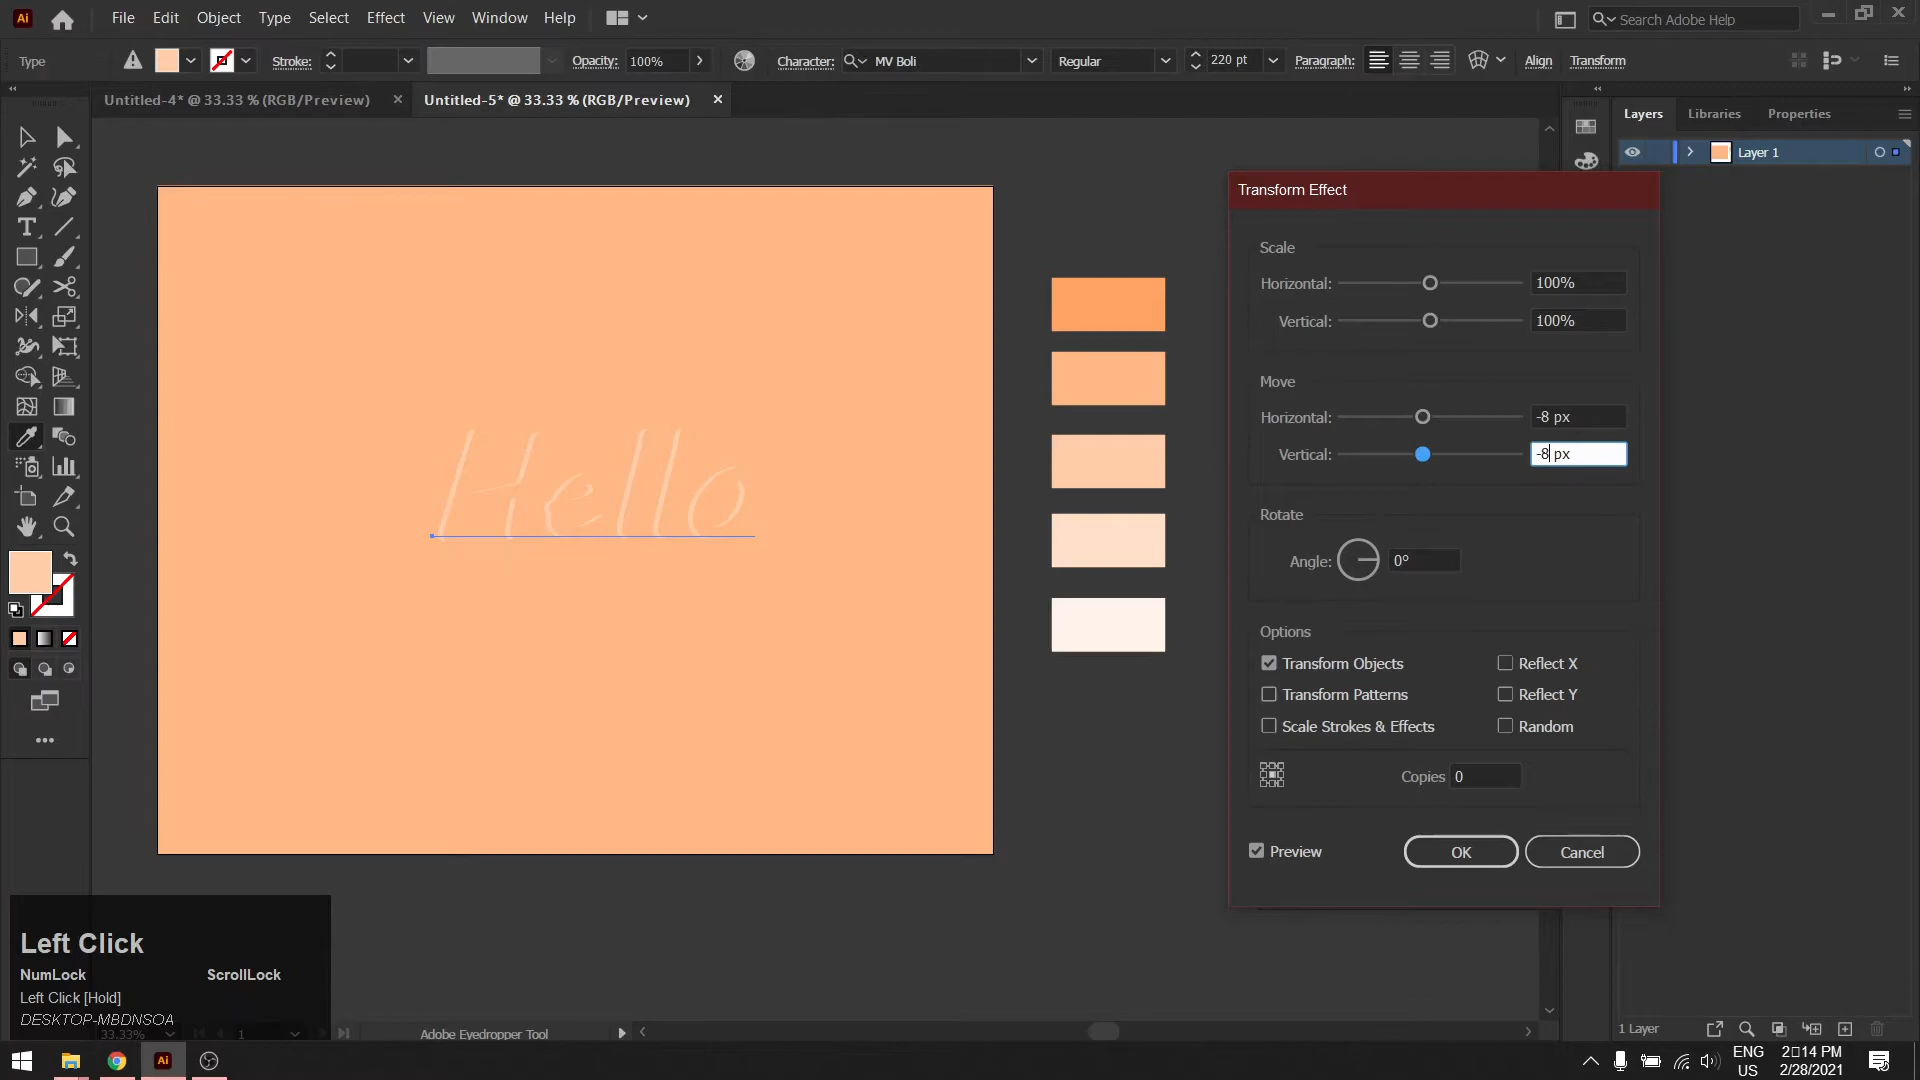 Ai File Edit Object Type Select Effect View Window Help Search Adobe Help
Type Stroke: Opacity: 100% Character: MV Boli Regular 220 pt Paragraph: Align Transform
Untitled-4* @ 33.33 % (RGB/Preview) × Untitled-5* @ 33.33 % (RGB/Preview) ×
Layers Libraries Properties
Layer 1
Transform Effect
Scale
Horizontal: 100%
Vertical: 100%
Move
Horizontal: -8 px
Vertical: -8 px
Hello
Rotate
Angle: 0°
Options
Transform Objects Reflect X
Transform Patterns Reflect Y
Scale Strokes & Effects Random
Copies 0
Preview OK Cancel
Left Click
NumLock ScrollLock
Left Click [Hold]
DESKTOP-MBDNSOA
33.33% 1 Adobe Eyedropper Tool
1 Layer
Ai ENG 2▯14 PM
US 2/28/2021